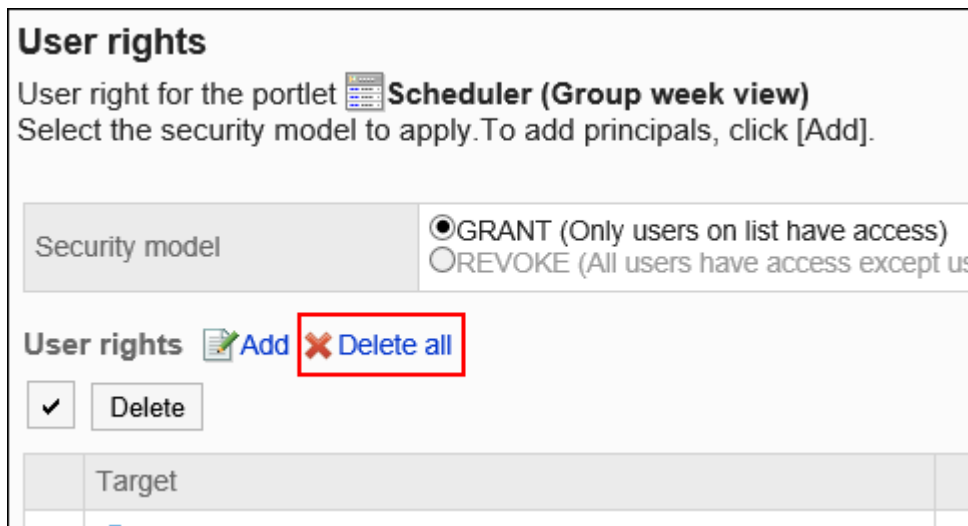 User rights
User right for the portlet Scheduler (Group week view)
Select the security model to apply.To add principals, click [Add].
Security model
GRANT (Only users on list have access)
REVOKE (All users have access except
User rights Add Delete all
Delete
Target